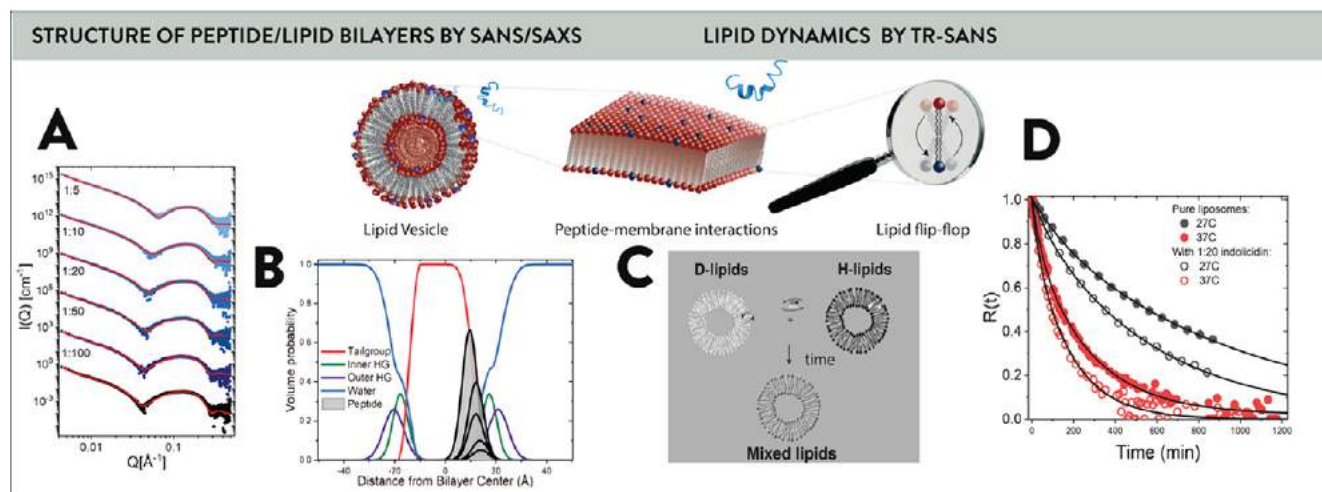 STRUCTURE OF PEPTIDE/LIPID BILAYERS BY SANS/SAXS
LIPID DYNAMICS BY TR-SANS
Lipid Vesicle
Peptide-membrane interactions
Lipid flip-flop
A
I(Q) [cm⁻¹]
10¹⁵
10¹²
10⁹
10⁶
10³
10⁰
10⁻³
1:5
1:10
1:20
1:50
1:100
0.01
0.1
Q[Å⁻¹]
B
Volume probability
1.0
0.8
0.6
0.4
0.2
0.0
Tailgroup
Inner HG
Outer HG
Water
Peptide
-40
-20
0
20
40
Distance from Bilayer Center (Å)
C
D-lipids
H-lipids
+
time
Mixed lipids
D
R(t)
1.0
0.8
0.6
0.4
0.2
0.0
Pure liposomes:
27C
37C
With 1:20 indolicidin:
27C
37C
0
200
400
600
800
1000
1200
Time (min)